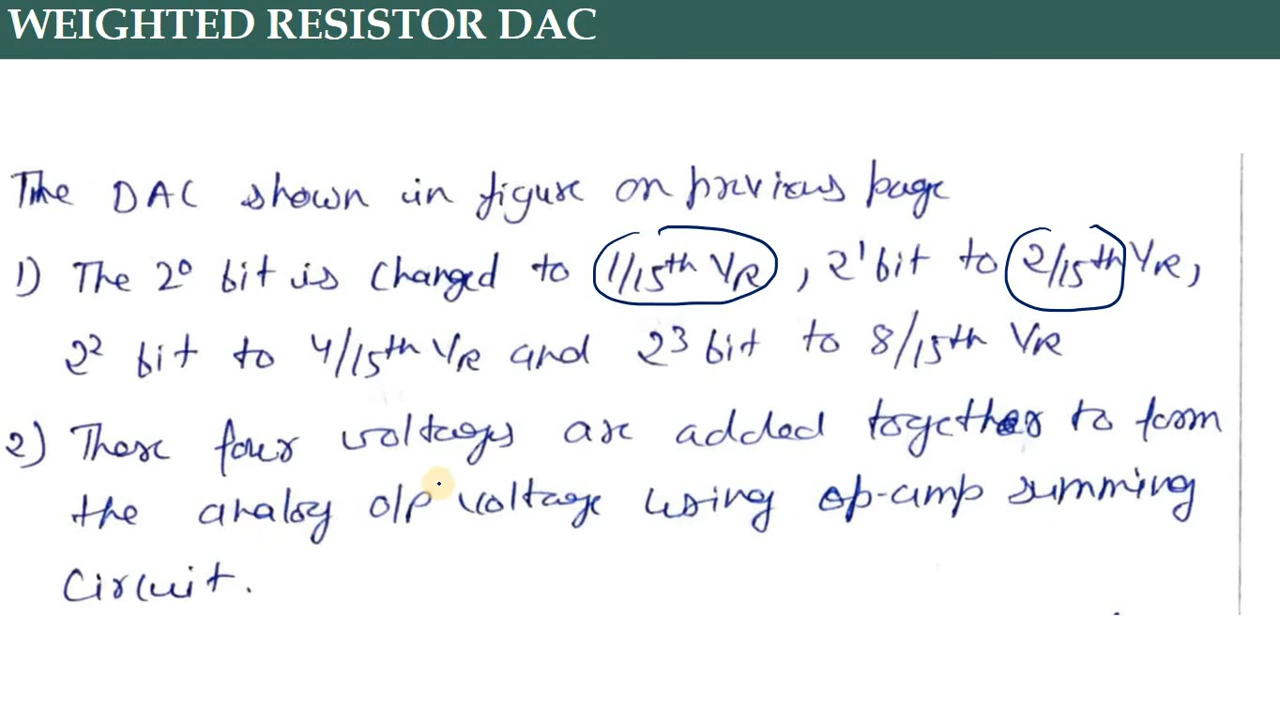 WEIGHTED RESISTOR DAC
The DAC shown in figure on previous page
1) The 2⁰ bit is changed to 1/15th VR, 2¹ bit to 2/15th VR,
2² bit to 4/15th VR and 2³ bit to 8/15th VR
2) These four voltages are added together to form
the analog o/p voltage using op-amp summing
Circuit.